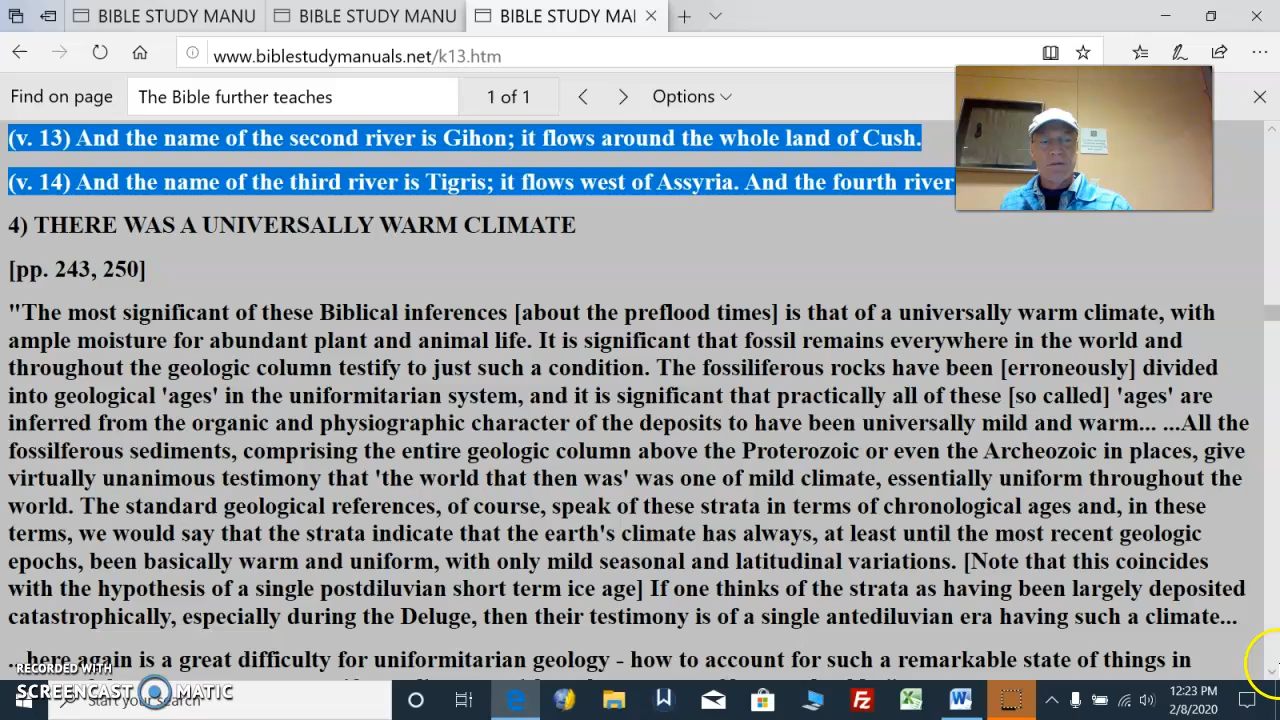 BIBLE STUDY MANU
BIBLE STUDY MANU
BIBLE STUDY MAI
www.biblestudymanuals.net/k13.htm
Find on page
The Bible further teaches
1 of 1
Options
(v. 13) And the name of the second river is Gihon; it flows around the whole land of Cush.
(v. 14) And the name of the third river is Tigris; it flows west of Assyria. And the fourth river
4) THERE WAS A UNIVERSALLY WARM CLIMATE
[pp. 243, 250]
"The most significant of these Biblical inferences [about the preflood times] is that of a universally warm climate, with
ample moisture for abundant plant and animal life. It is significant that fossil remains everywhere in the world and
throughout the geologic column testify to just such a condition. The fossiliferous rocks have been [erroneously] divided
into geological 'ages' in the uniformitarian system, and it is significant that practically all of these [so called] 'ages' are
inferred from the organic and physiographic character of the deposits to have been universally mild and warm... ...All the
fossilferous sediments, comprising the entire geologic column above the Proterozoic or even the Archeozoic in places, give
virtually unanimous testimony that 'the world that then was' was one of mild climate, essentially uniform throughout the
world. The standard geological references, of course, speak of these strata in terms of chronological ages and, in these
terms, we would say that the strata indicate that the earth's climate has always, at least until the most recent geologic
epochs, been basically warm and uniform, with only mild seasonal and latitudinal variations. [Note that this coincides
with the hypothesis of a single postdiluvian short term ice age] If one thinks of the strata as having been largely deposited
catastrophically, especially during the Deluge, then their testimony is of a single antediluvian era having such a climate...
...here again is a great difficulty for uniformitarian geology - how to account for such a remarkable state of things in
RECORDED WITH
SCREENCAST MATIC
Start your search
12:23 PM
2/8/2020